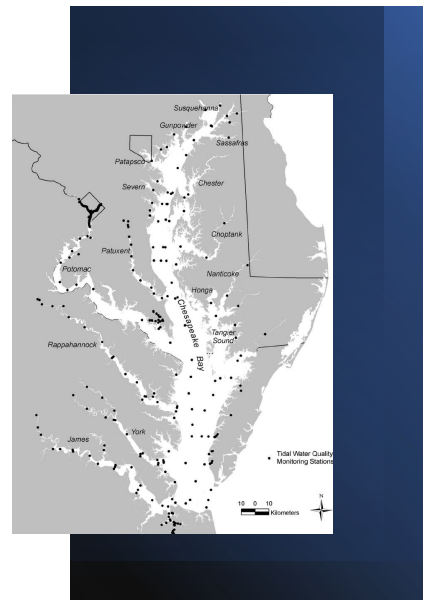 Susquehanna
Gunpowder
Sassafras
Patapsco
Severn
Chester
Choptank
Patuxent
Nanticoke
Potomac
Honga
Chesapeake
Bay
Tangier
Sound
Rappahannock
York
James
Tidal Water Quality
Monitoring Stations
N
10 0 10
Kilometers